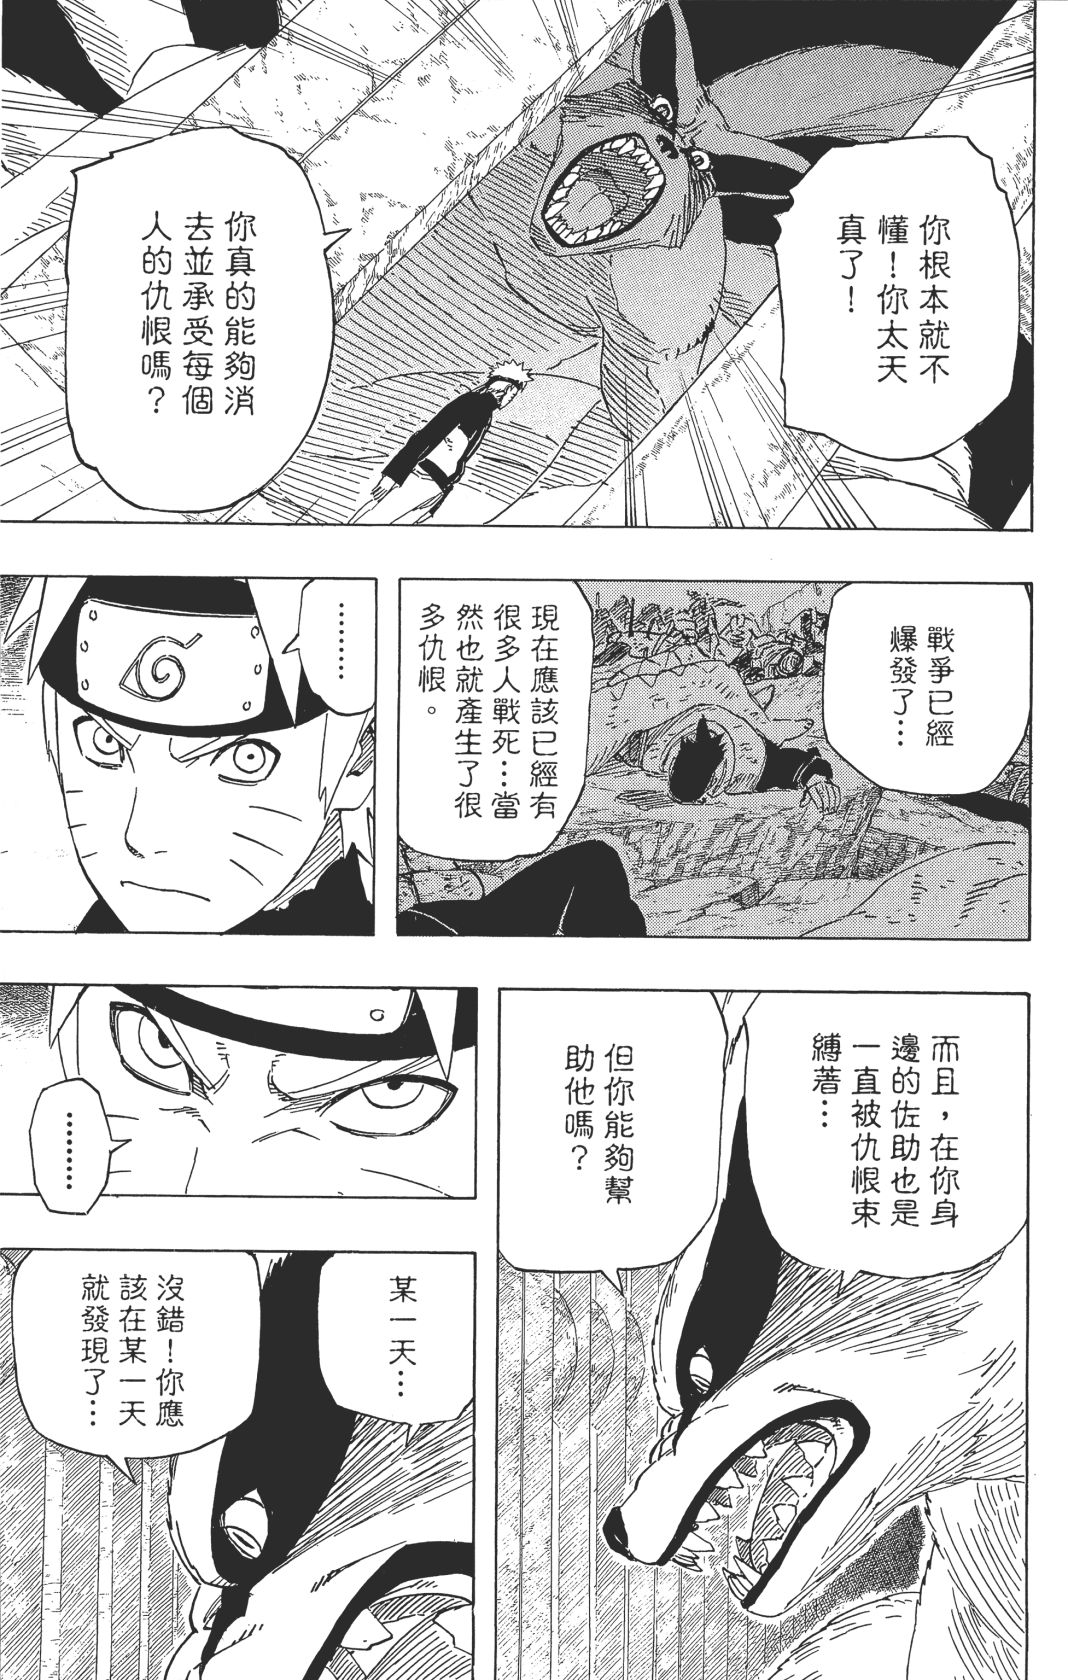 你根本就不
懂！你太天
真了！
你真的能夠消
去並承受每個
人的仇恨嗎？
戰爭已經
爆發了…
現在應該已經有
很多人戰死…當
然也就產生了很
多仇恨。
………
而且，在你身
邊的佐助也是
一直被仇恨束
縛著…
但你能夠幫
助他嗎？
………
某一天…
沒錯！你應
該在某一天
就發現了…